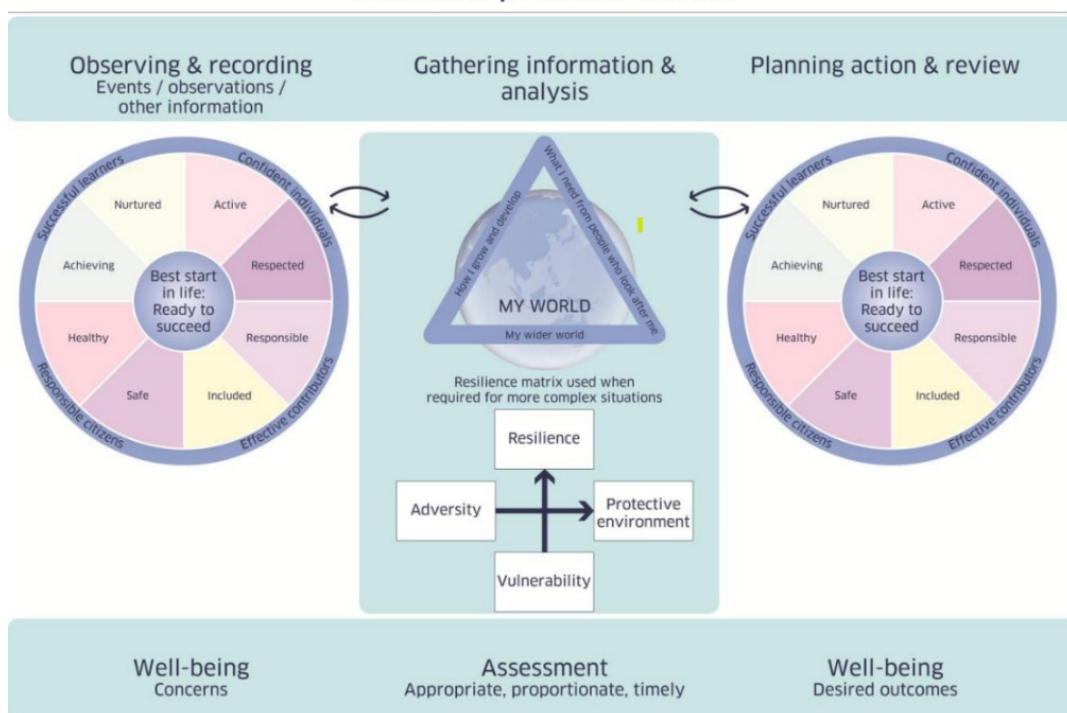 Observing & recording
Events / observations /
other information
Gathering information &
analysis
Planning action & review
Successful learners
Confident individuals
Nurtured
Active
Achieving
Respected
Best start
in life:
Ready to
succeed
Healthy
Responsible
Safe
Included
Responsible citizens
Effective contributors
How I grow and develop
What I need from people who look after me
MY WORLD
My wider world
Resilience matrix used when
required for more complex situations
Resilience
Adversity
Protective
environment
Vulnerability
Successful learners
Confident individuals
Nurtured
Active
Achieving
Respected
Best start
in life:
Ready to
succeed
Healthy
Responsible
Safe
Included
Responsible citizens
Effective contributors
Well-being
Concerns
Assessment
Appropriate, proportionate, timely
Well-being
Desired outcomes